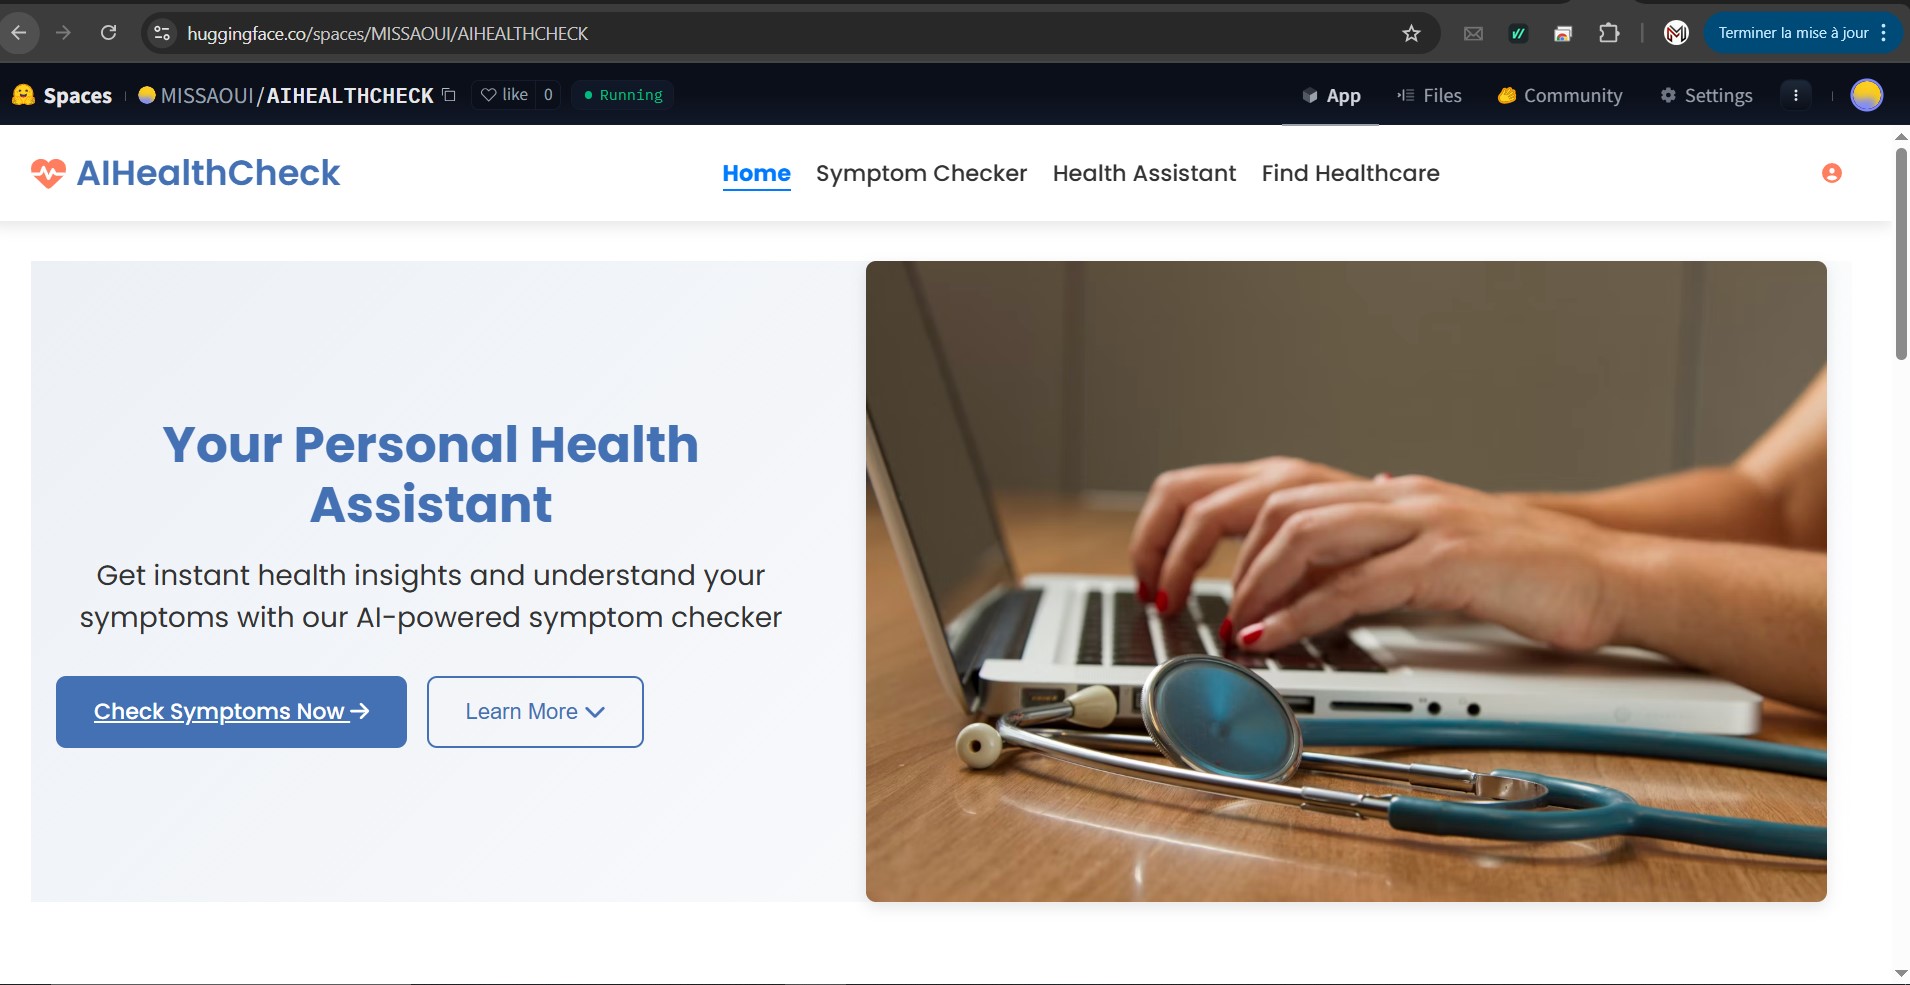 huggingface.co/spaces/MISSAOUI/AIHEALTHCHECK
Terminer la mise à jour
Spaces MISSAOUI/AIHEALTHCHECK like 0 Running App Files Community Settings
AIHealthCheck Home Symptom Checker Health Assistant Find Healthcare
Your Personal Health
Assistant
Get instant health insights and understand your
symptoms with our AI-powered symptom checker
Check Symptoms Now Learn More